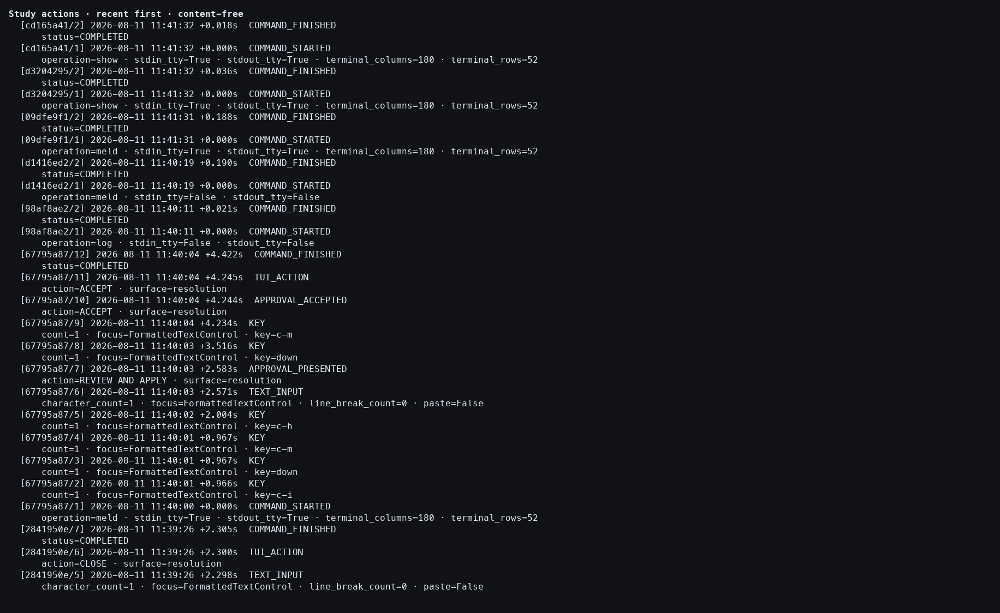 Study actions · recent first · content-free
[cd165a41/2] 2026-08-11 11:41:32 +0.018s  COMMAND_FINISHED
status=COMPLETED
[cd165a41/1] 2026-08-11 11:41:32 +0.000s  COMMAND_STARTED
operation=show · stdin_tty=True · stdout_tty=True · terminal_columns=180 · terminal_rows=52
[d3204295/2] 2026-08-11 11:41:32 +0.036s  COMMAND_FINISHED
status=COMPLETED
[d3204295/1] 2026-08-11 11:41:32 +0.000s  COMMAND_STARTED
operation=show · stdin_tty=True · stdout_tty=True · terminal_columns=180 · terminal_rows=52
[09dfe9f1/2] 2026-08-11 11:41:31 +0.188s  COMMAND_FINISHED
status=COMPLETED
[09dfe9f1/1] 2026-08-11 11:41:31 +0.000s  COMMAND_STARTED
operation=meld · stdin_tty=True · stdout_tty=True · terminal_columns=180 · terminal_rows=52
[d1416ed2/2] 2026-08-11 11:40:19 +0.190s  COMMAND_FINISHED
status=COMPLETED
[d1416ed2/1] 2026-08-11 11:40:19 +0.000s  COMMAND_STARTED
operation=meld · stdin_tty=False · stdout_tty=False
[98af8ae2/2] 2026-08-11 11:40:11 +0.021s  COMMAND_FINISHED
status=COMPLETED
[98af8ae2/1] 2026-08-11 11:40:11 +0.000s  COMMAND_STARTED
operation=log · stdin_tty=False · stdout_tty=False
[67795a87/12] 2026-08-11 11:40:04 +4.422s  COMMAND_FINISHED
status=COMPLETED
[67795a87/11] 2026-08-11 11:40:04 +4.245s  TUI_ACTION
action=ACCEPT · surface=resolution
[67795a87/10] 2026-08-11 11:40:04 +4.244s  APPROVAL_ACCEPTED
action=ACCEPT · surface=resolution
[67795a87/9] 2026-08-11 11:40:04 +4.234s  KEY
count=1 · focus=FormattedTextControl · key=c-m
[67795a87/8] 2026-08-11 11:40:03 +3.516s  KEY
count=1 · focus=FormattedTextControl · key=down
[67795a87/7] 2026-08-11 11:40:03 +2.583s  APPROVAL_PRESENTED
action=REVIEW AND APPLY · surface=resolution
[67795a87/6] 2026-08-11 11:40:03 +2.571s  TEXT_INPUT
character_count=1 · focus=FormattedTextControl · line_break_count=0 · paste=False
[67795a87/5] 2026-08-11 11:40:02 +2.004s  KEY
count=1 · focus=FormattedTextControl · key=c-h
[67795a87/4] 2026-08-11 11:40:01 +0.967s  KEY
count=1 · focus=FormattedTextControl · key=c-m
[67795a87/3] 2026-08-11 11:40:01 +0.967s  KEY
count=1 · focus=FormattedTextControl · key=down
[67795a87/2] 2026-08-11 11:40:01 +0.966s  KEY
count=1 · focus=FormattedTextControl · key=c-i
[67795a87/1] 2026-08-11 11:40:00 +0.000s  COMMAND_STARTED
operation=meld · stdin_tty=True · stdout_tty=True · terminal_columns=180 · terminal_rows=52
[2841950e/7] 2026-08-11 11:39:26 +2.305s  COMMAND_FINISHED
status=COMPLETED
[2841950e/6] 2026-08-11 11:39:26 +2.300s  TUI_ACTION
action=CLOSE · surface=resolution
[2841950e/5] 2026-08-11 11:39:26 +2.298s  TEXT_INPUT
character_count=1 · focus=FormattedTextControl · line_break_count=0 · paste=False